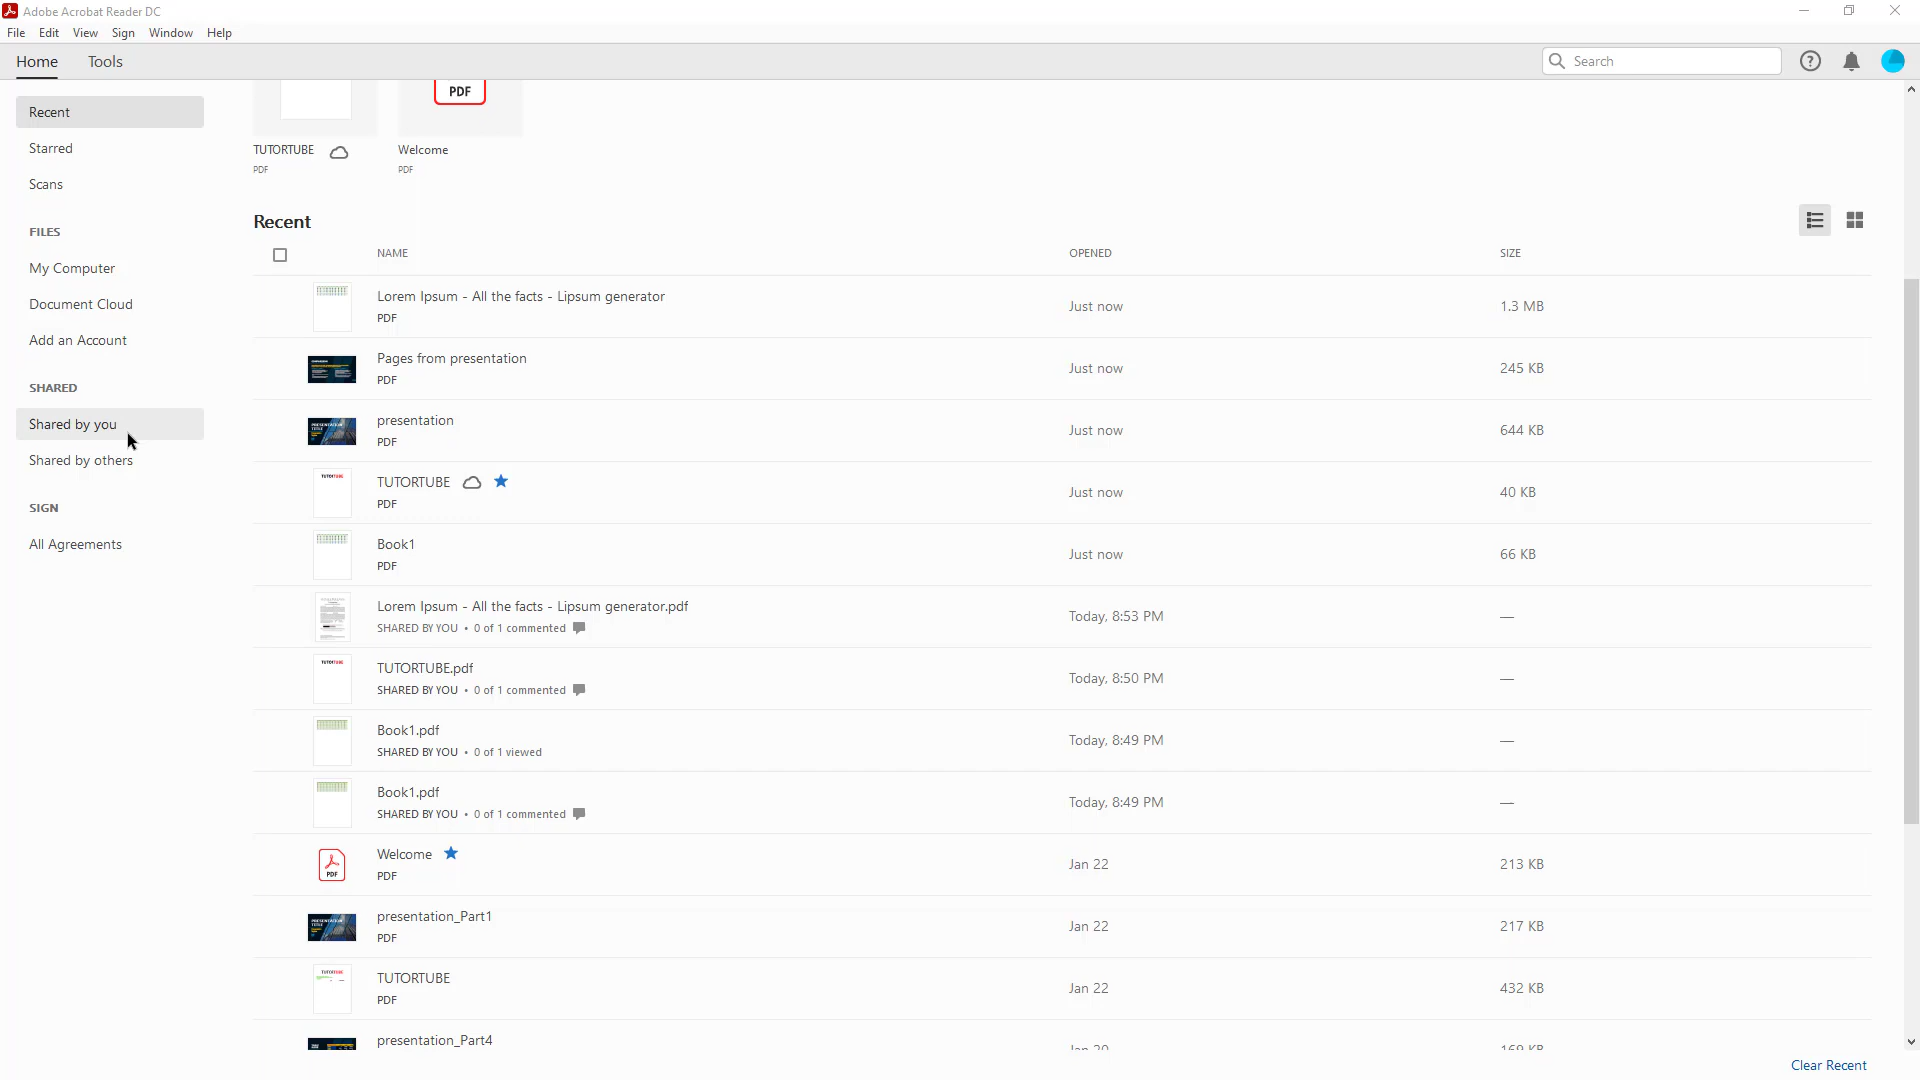 Adobe Acrobat Reader DC
File Edit View Sign Window Help
Home Tools Search
Recent
Starred
Scans
FILES
My Computer
Document Cloud
Add an Account
SHARED
Shared by you
Shared by others
SIGN
All Agreements
PDF
TUTORTUBE Welcome
PDF PDF
Recent
NAME OPENED SIZE
Lorem Ipsum - All the facts - Lipsum generator Just now 1.3 MB
PDF
Pages from presentation Just now 245 KB
PDF
presentation Just now 644 KB
PDF
TUTORTUBE Just now 40 KB
PDF
Book1 Just now 66 KB
PDF
Lorem Ipsum - All the facts - Lipsum generator.pdf Today, 8:53 PM —
SHARED BY YOU • 0 of 1 commented
TUTORTUBE.pdf Today, 8:50 PM —
SHARED BY YOU • 0 of 1 commented
Book1.pdf Today, 8:49 PM —
SHARED BY YOU • 0 of 1 viewed
Book1.pdf Today, 8:49 PM —
SHARED BY YOU • 0 of 1 commented
Welcome Jan 22 213 KB
PDF
presentation_Part1 Jan 22 217 KB
PDF
TUTORTUBE Jan 22 432 KB
PDF
presentation_Part4
Clear Recent